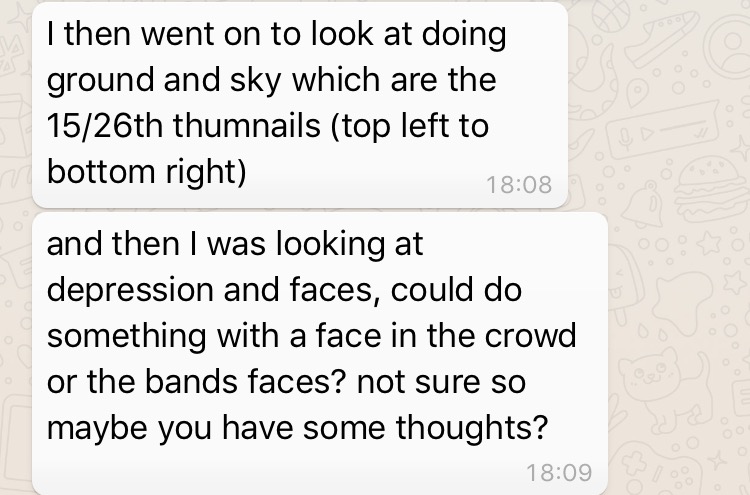 I then went on to look at doing
ground and sky which are the
15/26th thumnails (top left to
bottom right)
18:08
and then I was looking at
depression and faces, could do
something with a face in the crowd
or the bands faces? not sure so
maybe you have some thoughts?
18:09